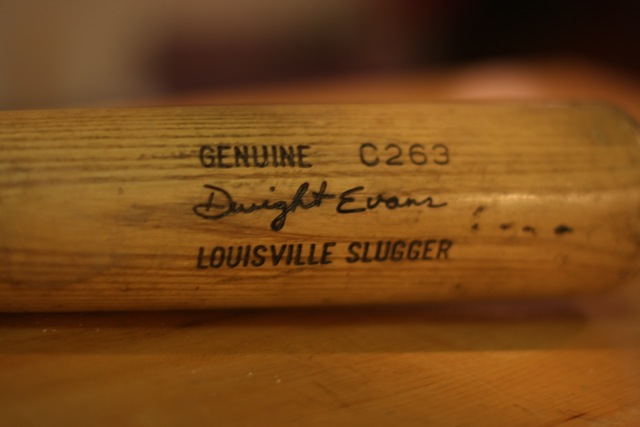 GENUINE C263
Dwight Evans
LOUISVILLE SLUGGER